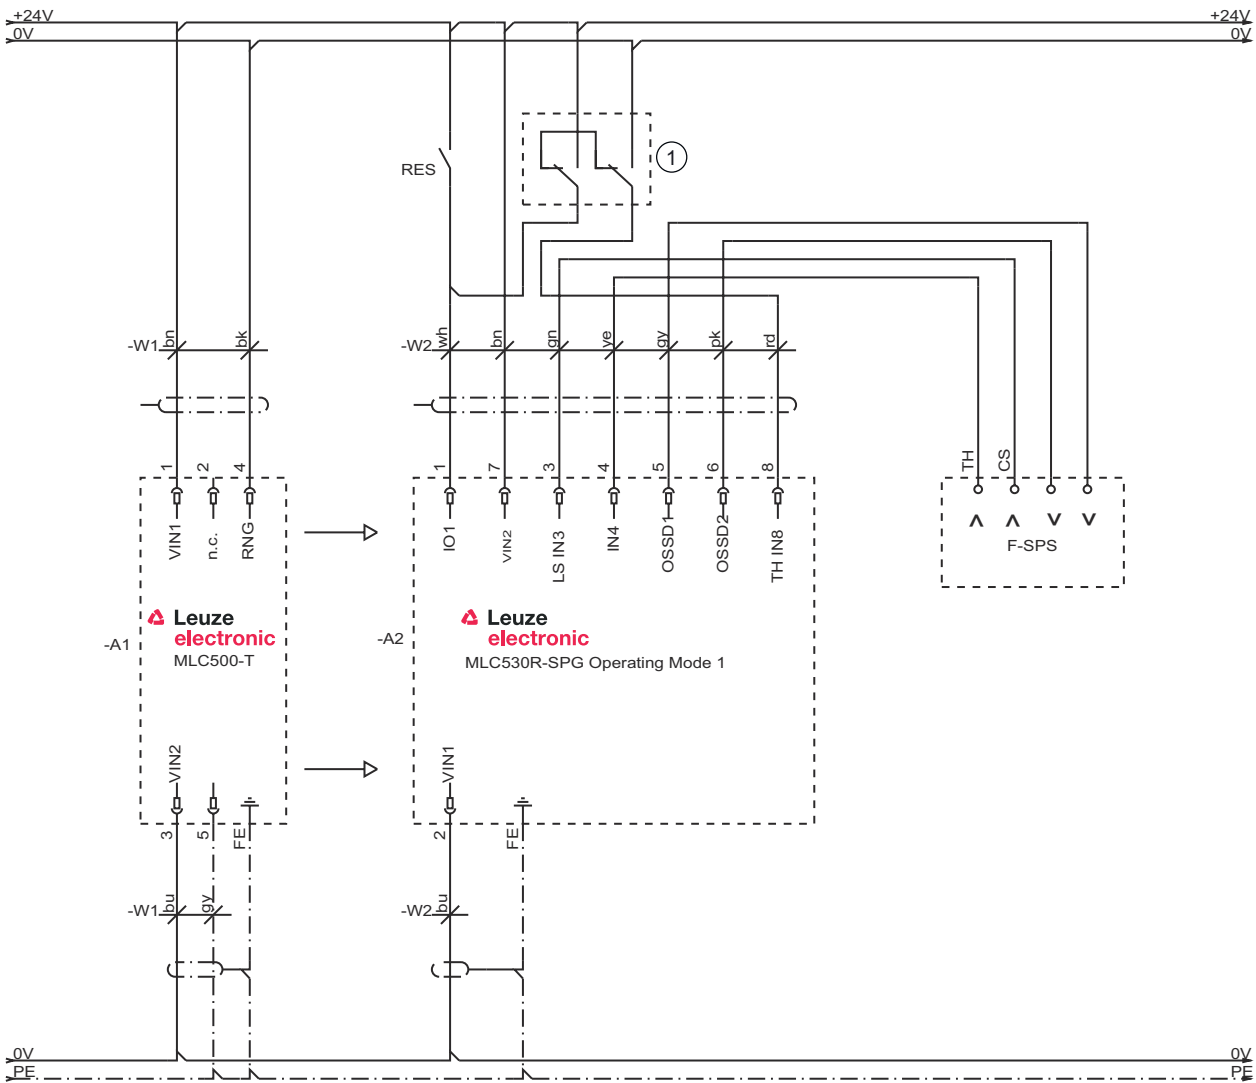 +24V +24V
0V 0V
RES
1
-W1 bn bk
-W2 wh bn gn ye gy pk rd
TH CS
1 2 4
1 7 3 4 5 6 8
VIN1 n.c. RNG
IO1 VIN2 LS IN3 IN4 OSSD1 OSSD2 TH IN8
F-SPS
Leuze
electronic
-A1
MLC500-T
Leuze
electronic
-A2
MLC530R-SPG Operating Mode 1
VIN2
VIN1
3 5 FE
2 FE
-W1 bu gy
-W2 bu
0V 0V
PE PE